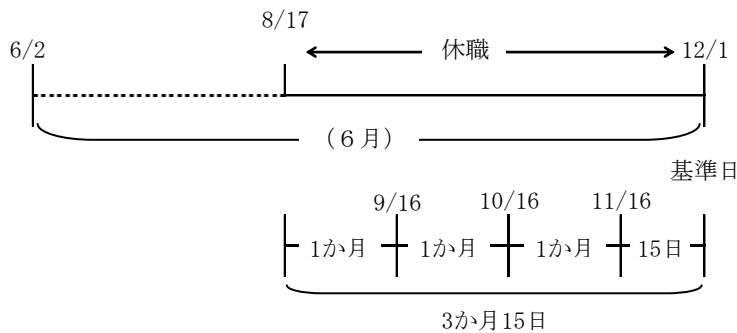 8/17
6/2
休職
12/1
（６月）
基準日
9/16
10/16
11/16
1か月
1か月
1か月
15日
3か月15日